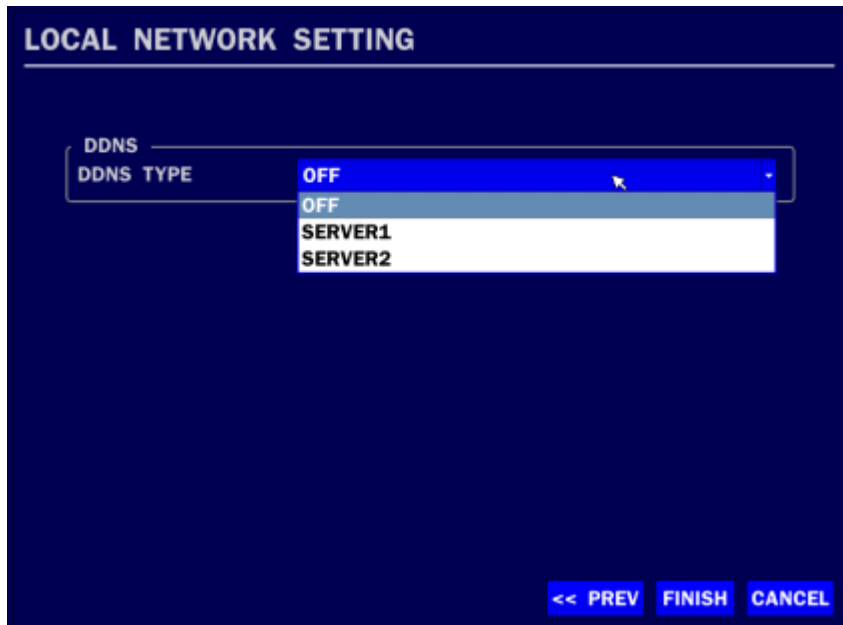 LOCAL NETWORK SETTING
DDNS
DDNS TYPE OFF
OFF
SERVER1
SERVER2
<< PREV FINISH CANCEL